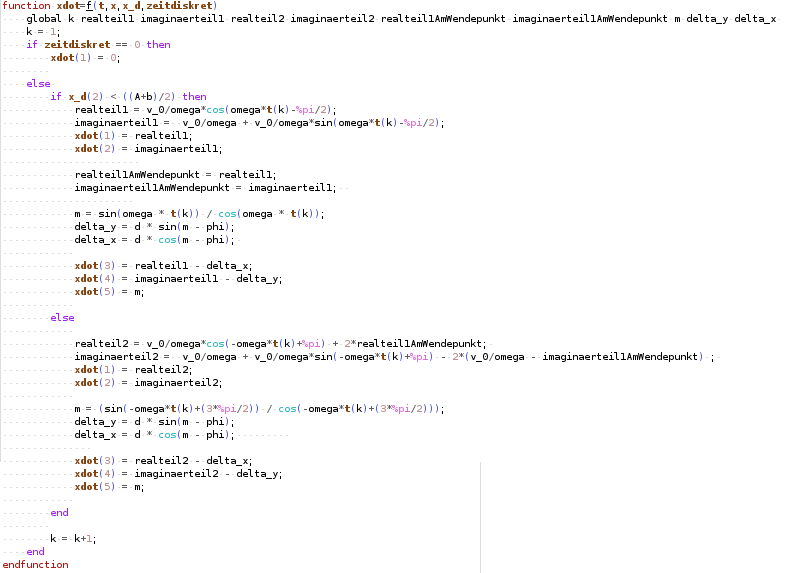 function xdot=f(t,x,x_d,zeitdiskret)
global k realteil1 imaginaerteil1 realteil2 imaginaerteil2 realteil1AmWendepunkt imaginaerteil1AmWendepunkt m delta_y delta_x
k = 1;
if zeitdiskret == 0 then
xdot(1) = 0;
else
if x_d(2) < ((A+b)/2) then
realteil1 = v_0/omega*cos(omega*t(k)-%pi/2);
imaginaerteil1 = v_0/omega + v_0/omega*sin(omega*t(k)-%pi/2);
xdot(1) = realteil1;
xdot(2) = imaginaerteil1;
realteil1AmWendepunkt = realteil1;
imaginaerteil1AmWendepunkt = imaginaerteil1;
m = sin(omega * t(k)) / cos(omega * t(k));
delta_y = d * sin(m - phi);
delta_x = d * cos(m - phi);
xdot(3) = realteil1 - delta_x;
xdot(4) = imaginaerteil1 - delta_y;
xdot(5) = m;
else
realteil2 = v_0/omega*cos(-omega*t(k)+%pi) + 2*realteil1AmWendepunkt;
imaginaerteil2 = v_0/omega + v_0/omega*sin(-omega*t(k)+%pi) - 2*(v_0/omega - imaginaerteil1AmWendepunkt) ;
xdot(1) = realteil2;
xdot(2) = imaginaerteil2;
m = (sin(-omega*t(k)+(3*%pi/2)) / cos(-omega*t(k)+(3*%pi/2)));
delta_y = d * sin(m - phi);
delta_x = d * cos(m - phi);
xdot(3) = realteil2 - delta_x;
xdot(4) = imaginaerteil2 - delta_y;
xdot(5) = m;
end
k = k+1;
end
endfunction